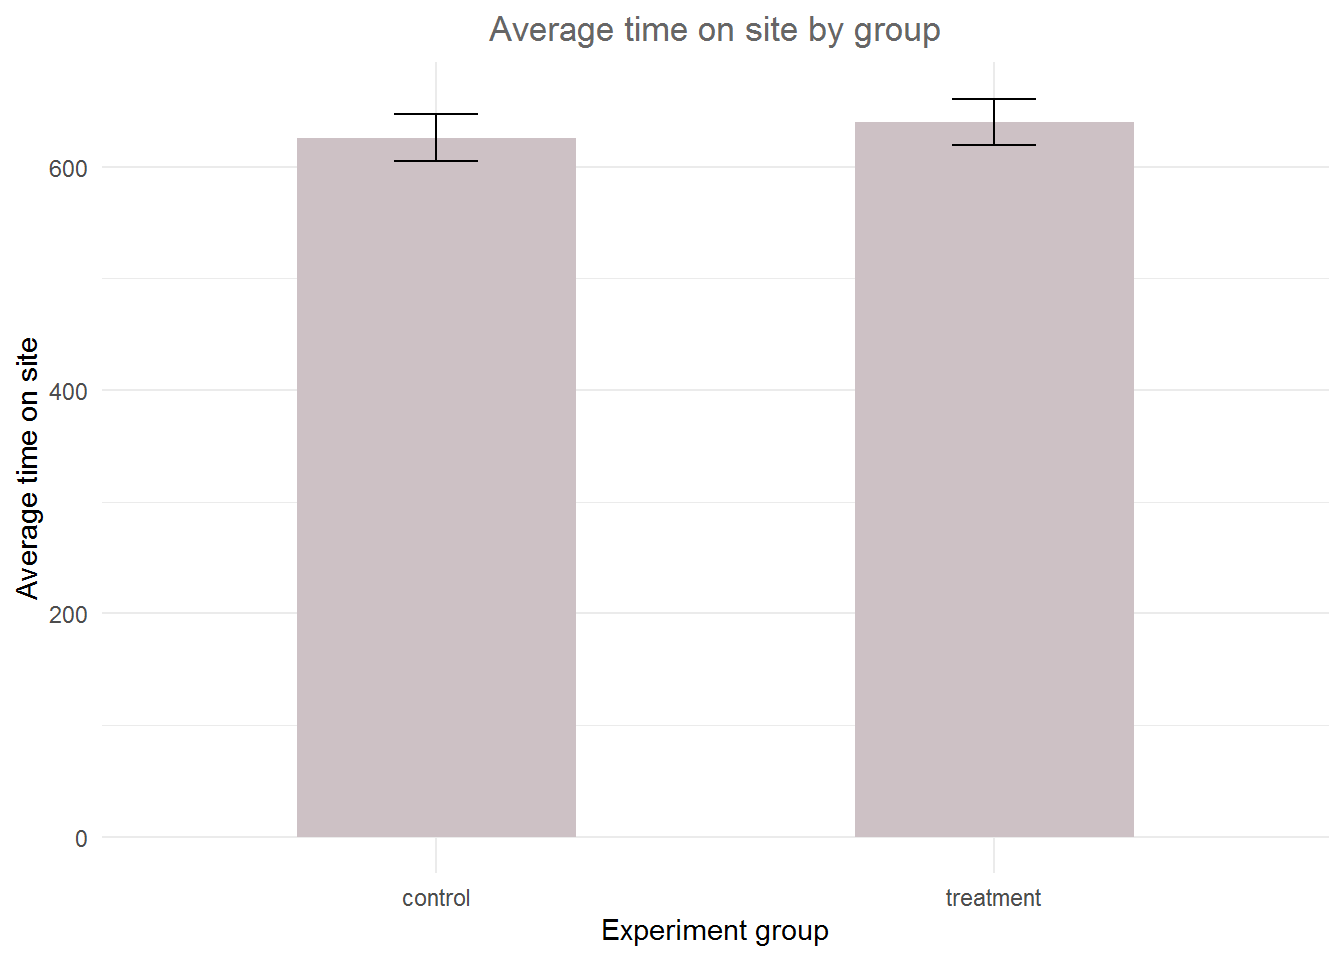 Average time on site by group
Average time on site
600
400
200
0
control
treatment
Experiment group